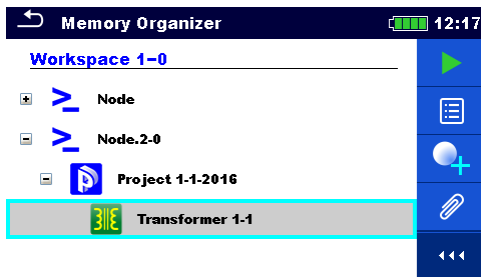 Memory Organizer
12:17
Workspace 1-0
Node
Node.2-0
Project 1-1-2016
Transformer 1-1